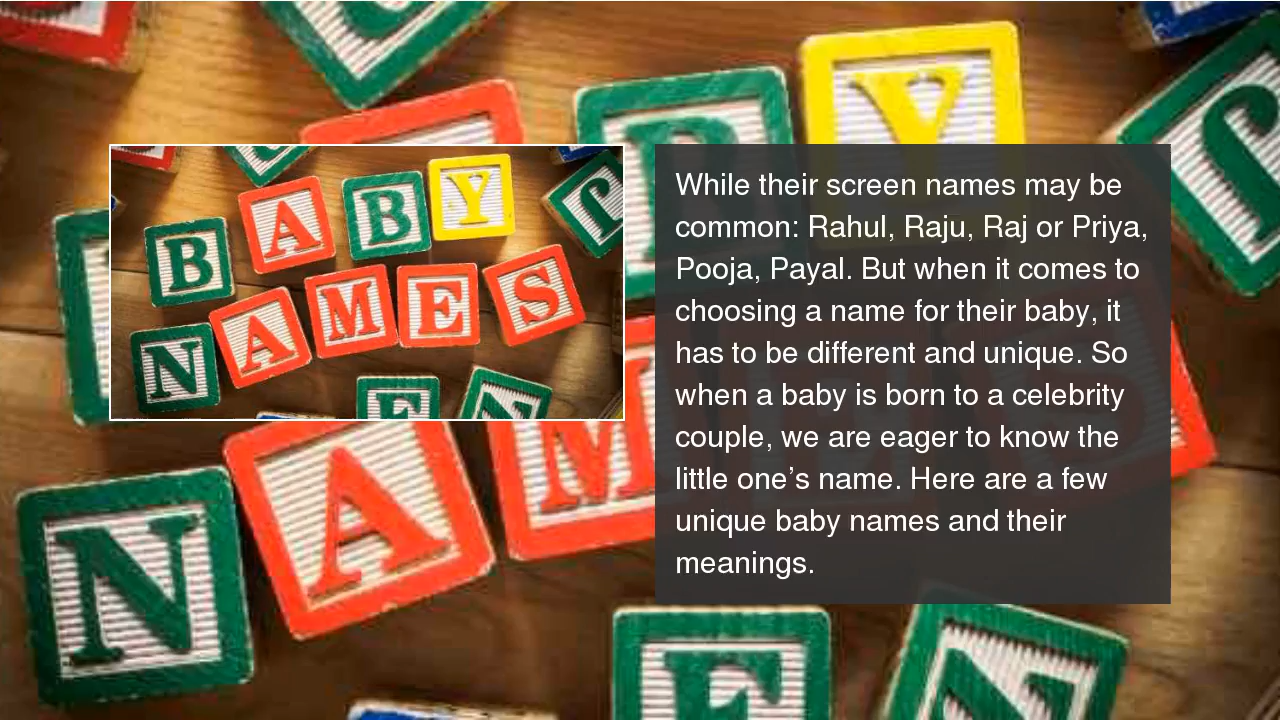 BABY
NAMES
While their screen names may be
common: Rahul, Raju, Raj or Priya,
Pooja, Payal. But when it comes to
choosing a name for their baby, it
has to be different and unique. So
when a baby is born to a celebrity
couple, we are eager to know the
little one’s name. Here are a few
unique baby names and their
meanings.